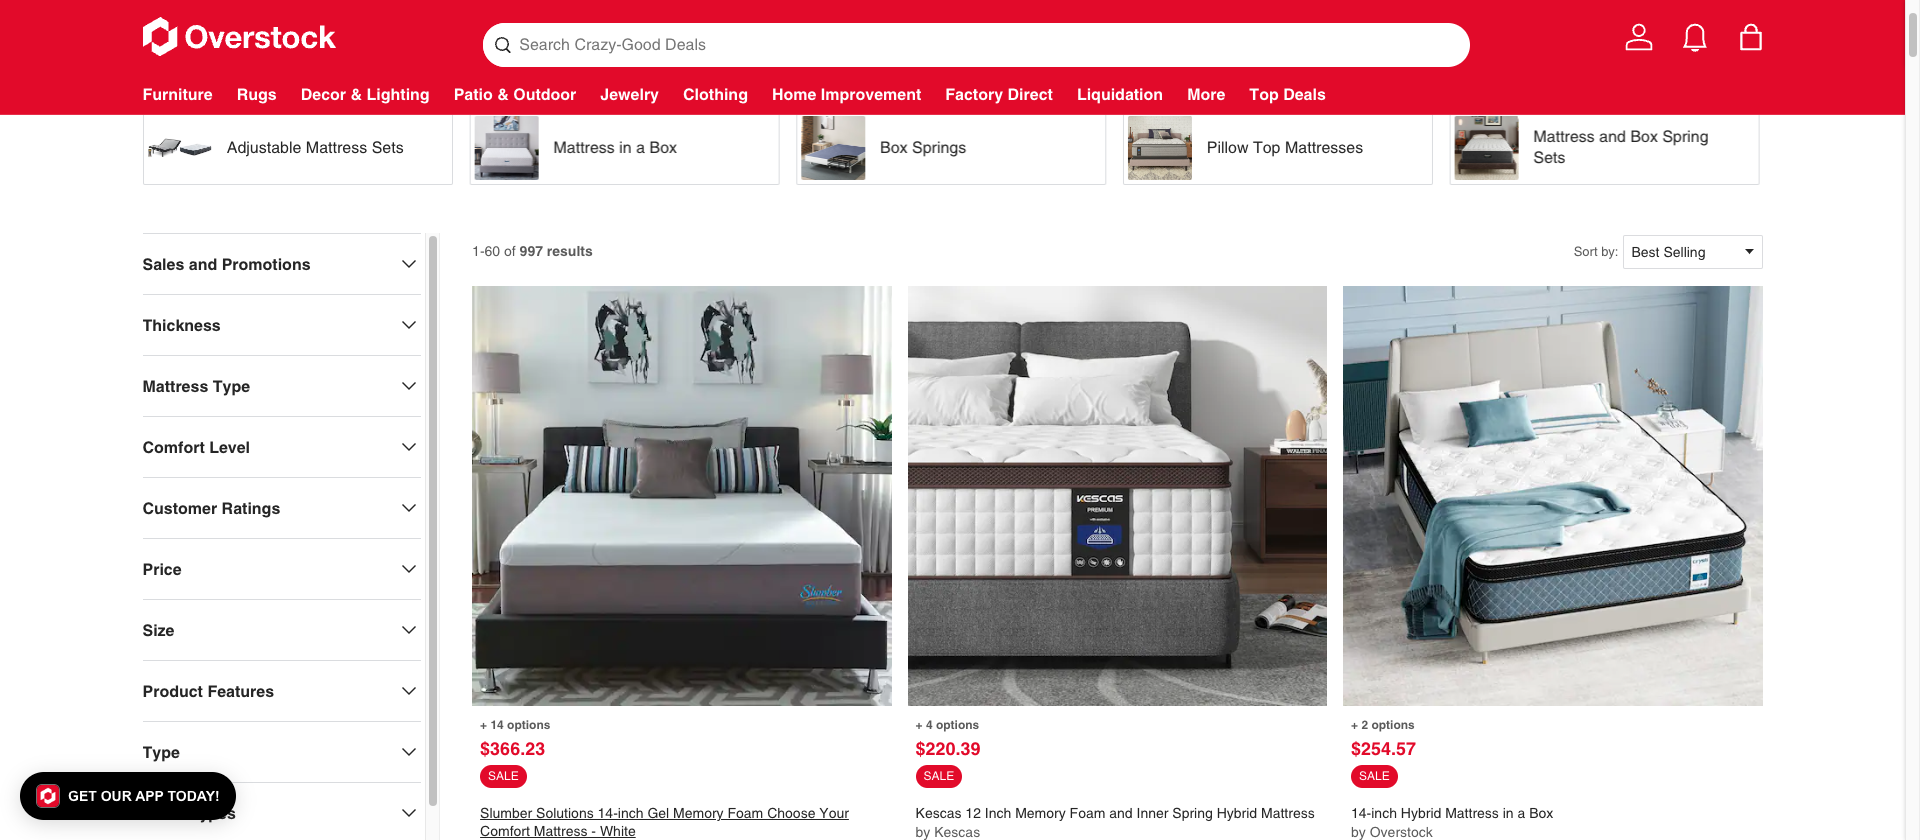 Overstock
Search Crazy-Good Deals
Furniture
Rugs
Decor & Lighting
Patio & Outdoor
Jewelry
Clothing
Home Improvement
Factory Direct
Liquidation
More
Top Deals
Adjustable Mattress Sets
Mattress in a Box
Box Springs
Pillow Top Mattresses
Mattress and Box Spring
Sets
Sales and Promotions
Thickness
Mattress Type
Comfort Level
Customer Ratings
Price
Size
Product Features
Type
GET OUR APP TODAY!
1-60 of 997 results
Sort by:
Best Selling
KESCAS
PREMIUM
+ 14 options
$366.23
SALE
Slumber Solutions 14-inch Gel Memory Foam Choose Your
Comfort Mattress - White
+ 4 options
$220.39
SALE
Kescas 12 Inch Memory Foam and Inner Spring Hybrid Mattress
by Kescas
+ 2 options
$254.57
SALE
14-inch Hybrid Mattress in a Box
by Overstock